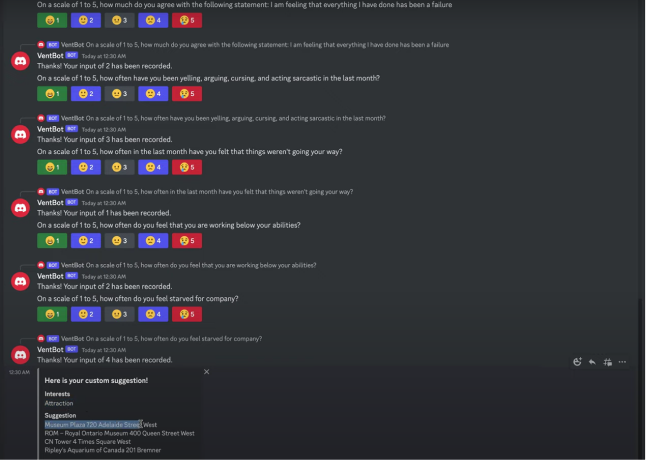 On a scale of 1 to 5, how much do you agree with the following statement: I am feeling that everything I have done has been a failure
1 2 3 4 5
BOT VentBot On a scale of 1 to 5, how much do you agree with the following statement: I am feeling that everything I have done has been a failure
VentBot BOT Today at 12:30 AM
Thanks! Your input of 2 has been recorded.
On a scale of 1 to 5, how often have you been yelling, arguing, cursing, and acting sarcastic in the last month?
1 2 3 4 5
BOT VentBot On a scale of 1 to 5, how often have you been yelling, arguing, cursing, and acting sarcastic in the last month?
VentBot BOT Today at 12:30 AM
Thanks! Your input of 3 has been recorded.
On a scale of 1 to 5, how often in the last month have you felt that things weren't going your way?
1 2 3 4 5
BOT VentBot On a scale of 1 to 5, how often in the last month have you felt that things weren't going your way?
VentBot BOT Today at 12:30 AM
Thanks! Your input of 1 has been recorded.
On a scale of 1 to 5, how often do you feel that you are working below your abilities?
1 2 3 4 5
BOT VentBot On a scale of 1 to 5, how often do you feel that you are working below your abilities?
VentBot BOT Today at 12:30 AM
Thanks! Your input of 2 has been recorded.
On a scale of 1 to 5, how often do you feel starved for company?
1 2 3 4 5
BOT VentBot On a scale of 1 to 5, how often do you feel starved for company?
VentBot BOT Today at 12:30 AM
Thanks! Your input of 4 has been recorded.
12:30 AM
Here is your custom suggestion!
Interests
Attraction
Suggestion
Museum Plaza 720 Adelaide Street West
ROM - Royal Ontario Museum 400 Queen Street West
CN Tower 4 Times Square West
Ripley's Aquarium of Canada 201 Bremner